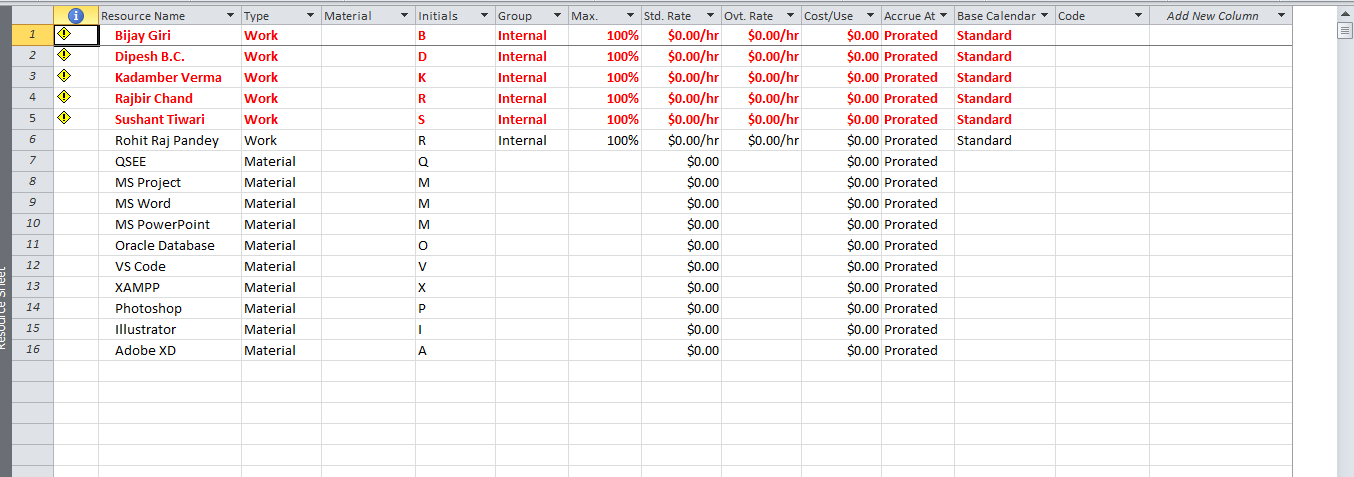 Resource Name Type Material Initials Group Max. Std. Rate Ovt. Rate Cost/Use Accrue At Base Calendar Code Add New Column
1 Bijay Giri Work B Internal 100% $0.00/hr $0.00/hr $0.00 Prorated Standard
2 Dipesh B.C. Work D Internal 100% $0.00/hr $0.00/hr $0.00 Prorated Standard
3 Kadamber Verma Work K Internal 100% $0.00/hr $0.00/hr $0.00 Prorated Standard
4 Rajbir Chand Work R Internal 100% $0.00/hr $0.00/hr $0.00 Prorated Standard
5 Sushant Tiwari Work S Internal 100% $0.00/hr $0.00/hr $0.00 Prorated Standard
6 Rohit Raj Pandey Work R Internal 100% $0.00/hr $0.00/hr $0.00 Prorated Standard
7 QSEE Material Q $0.00 $0.00 Prorated
8 MS Project Material M $0.00 $0.00 Prorated
9 MS Word Material M $0.00 $0.00 Prorated
10 MS PowerPoint Material M $0.00 $0.00 Prorated
11 Oracle Database Material O $0.00 $0.00 Prorated
12 VS Code Material V $0.00 $0.00 Prorated
13 XAMPP Material X $0.00 $0.00 Prorated
14 Photoshop Material P $0.00 $0.00 Prorated
15 Illustrator Material I $0.00 $0.00 Prorated
16 Adobe XD Material A $0.00 $0.00 Prorated
Resource Sheet